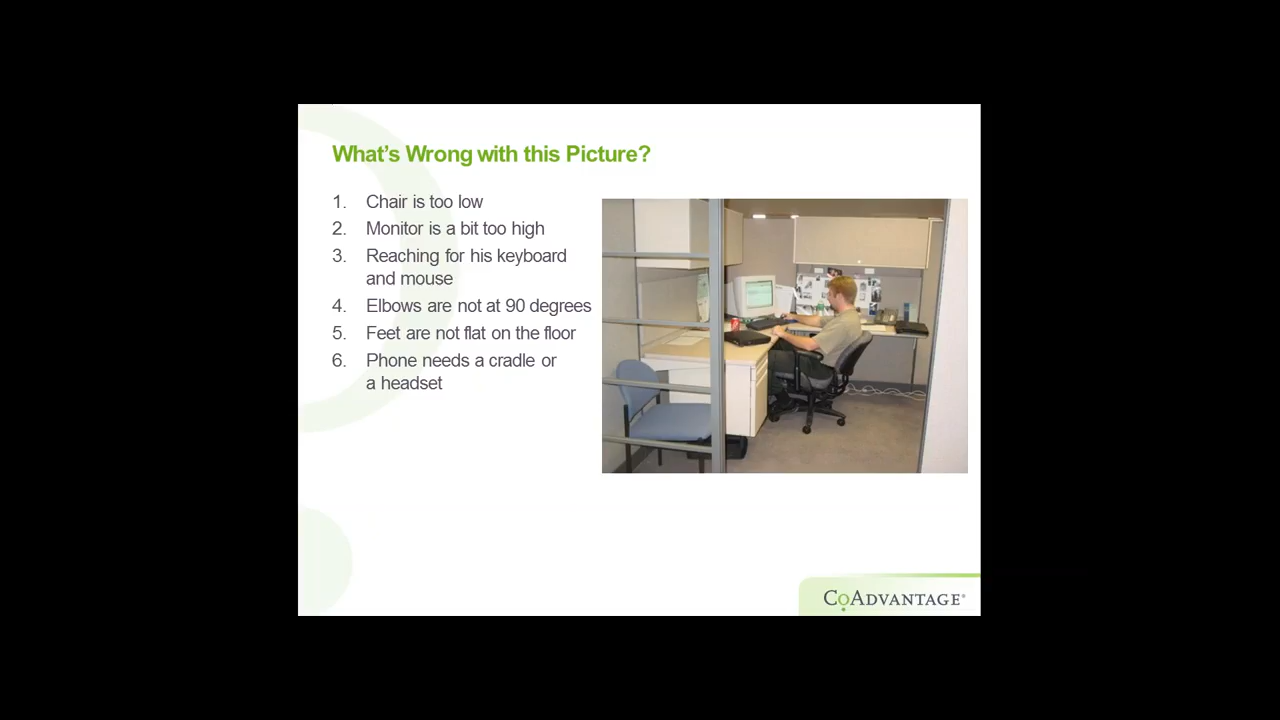 What's Wrong with this Picture?
1. Chair is too low
2. Monitor is a bit too high
3. Reaching for his keyboard
and mouse
4. Elbows are not at 90 degrees
5. Feet are not flat on the floor
6. Phone needs a cradle or
a headset
CoAdvantage®